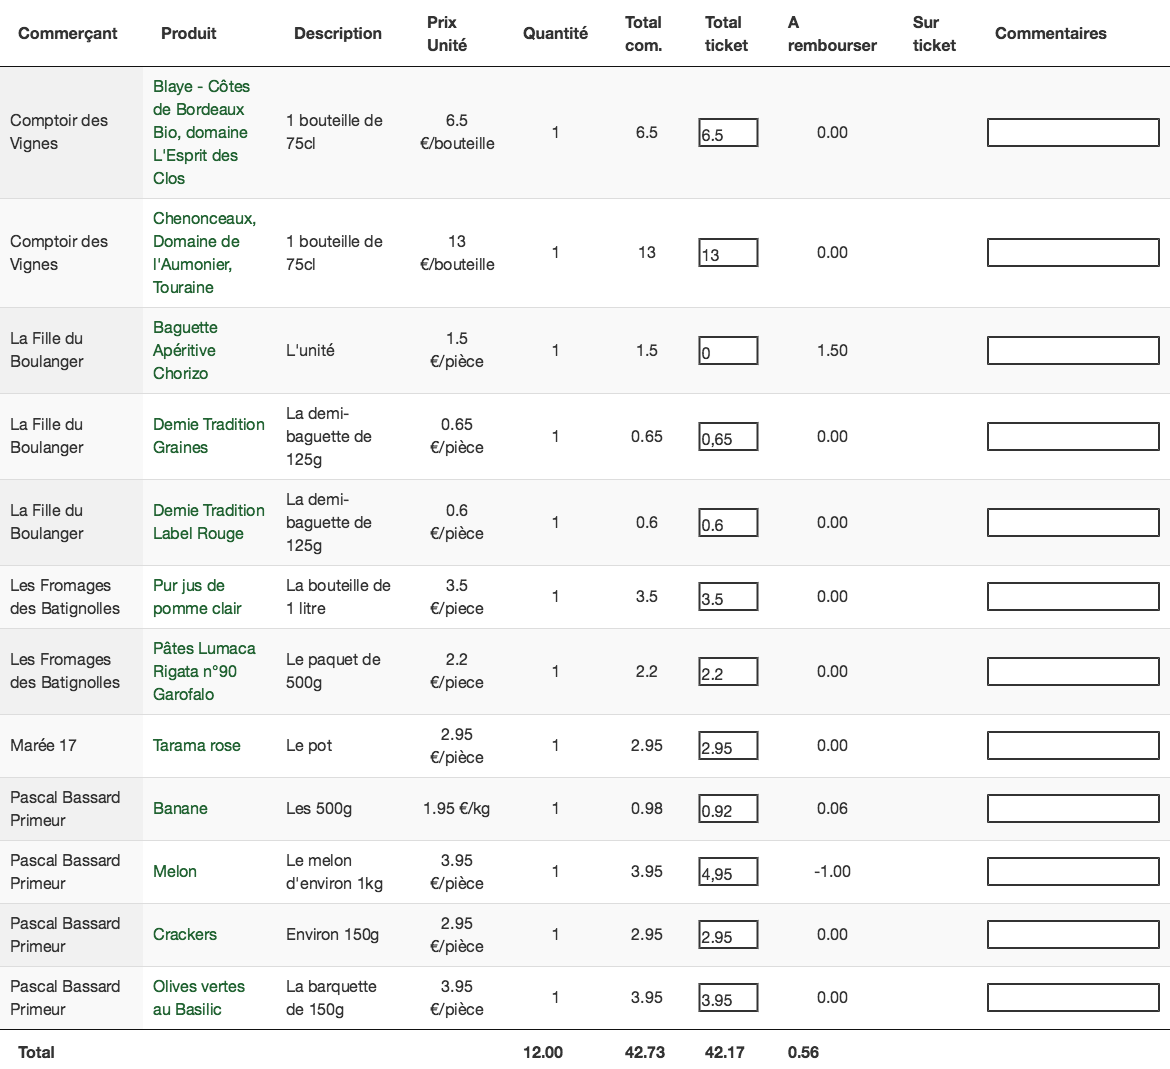 Commerçant Produit Description Prix Unité Quantité Total com. Total ticket A rembourser Sur ticket Commentaires
Comptoir des Vignes Blaye - Côtes de Bordeaux Bio, domaine L'Esprit des Clos 1 bouteille de 75cl 6.5 €/bouteille 1 6.5 6.5 0.00
Comptoir des Vignes Chenonceaux, Domaine de l'Aumonier, Touraine 1 bouteille de 75cl 13 €/bouteille 1 13 13 0.00
La Fille du Boulanger Baguette Apéritive Chorizo L'unité 1.5 €/pièce 1 1.5 0 1.50
La Fille du Boulanger Demie Tradition Graines La demi-baguette de 125g 0.65 €/pièce 1 0.65 0,65 0.00
La Fille du Boulanger Demie Tradition Label Rouge La demi-baguette de 125g 0.6 €/pièce 1 0.6 0.6 0.00
Les Fromages des Batignolles Pur jus de pomme clair La bouteille de 1 litre 3.5 €/piece 1 3.5 3.5 0.00
Les Fromages des Batignolles Pâtes Lumaca Rigata n°90 Garofalo Le paquet de 500g 2.2 €/piece 1 2.2 2.2 0.00
Marée 17 Tarama rose Le pot 2.95 €/pièce 1 2.95 2.95 0.00
Pascal Bassard Primeur Banane Les 500g 1.95 €/kg 1 0.98 0.92 0.06
Pascal Bassard Primeur Melon Le melon d'environ 1kg 3.95 €/pièce 1 3.95 4,95 -1.00
Pascal Bassard Primeur Crackers Environ 150g 2.95 €/pièce 1 2.95 2.95 0.00
Pascal Bassard Primeur Olives vertes au Basilic La barquette de 150g 3.95 €/pièce 1 3.95 3.95 0.00
Total 12.00 42.73 42.17 0.56